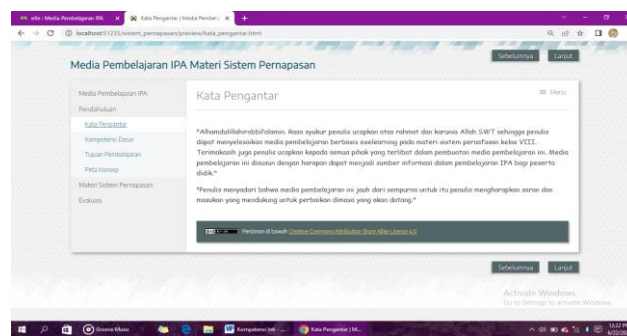 eXe : Media Pembelajaran IPA
Kata Pengantar | Media Pembela
localhost:51235/sistem_pernapasan/preview/kata_pengantar.html
Sebelumnya Lanjut
Media Pembelajaran IPA Materi Sistem Pernapasan
Media Pembelajaran IPA
Pendahuluan
Kata Pengantar
Kompetensi Dasar
Tujuan Pembelajaran
Peta Konsep
Materi Sistem Pernapasan
Evaluasi
Kata Pengantar
Menu
"Alhamdulillahirobbil'alamin. Rasa syukur penulis ucapkan atas rahmat dan karunia Allah SWT sehingga penulis
dapat menyelesaikan media pembelajaran berbasis exelearning pada materi sistem pernafasan kelas VIII.
Termakasih juga penulis ucapkan kepada semua pihak yang terlibat dalam pembuatan media pembelajaran ini. Media
pembelajaran ini disusun dengan harapan dapat menjadi sumber informasi dalam pembelajaran IPA bagi peserta
didik."
"Penulis menyadari bahwa media pembelajaran ini jauh dari sempurna untuk itu penulis mengharapkan saran dan
masukan yang mendukung untuk perbaikan dimasa yang akan datang."
Perizinan di bawah Creative Commons Attribution Share Alike License 4.0
Sebelumnya Lanjut
Activate Windows
Go to Settings to activate Windows.
Groove Music
Kompetensi inti - ...
Kata Pengantar | M...
12:22 PM